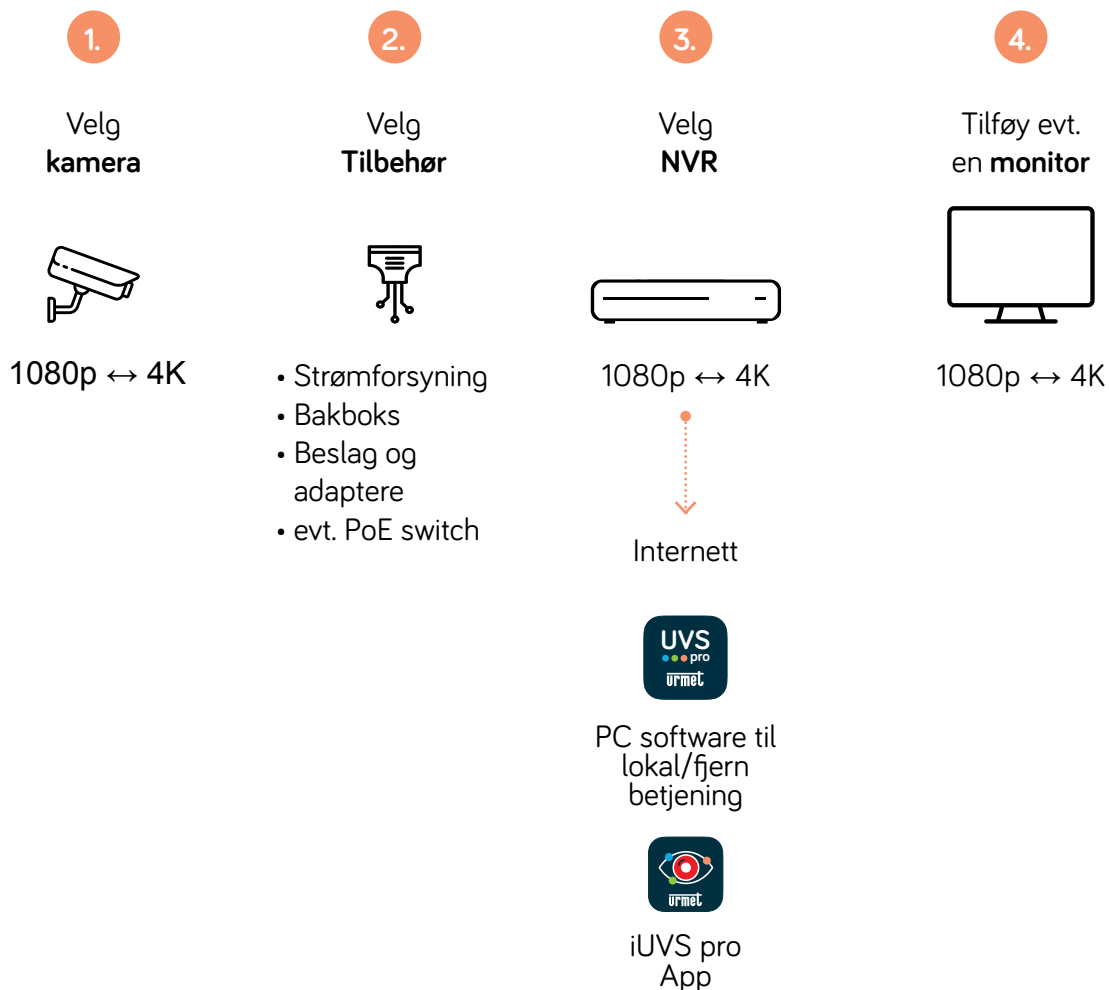 1.
Velg
kamera
1080p ↔ 4K
2.
Velg
Tilbehør
• Strømforsyning
• Bakboks
• Beslag og
adaptere
• evt. PoE switch
3.
Velg
NVR
1080p ↔ 4K
Internett
UVS
pro
urmet
PC software til
lokal/fjern
betjening
urmet
iUVS pro
App
4.
Tilføy evt.
en monitor
1080p ↔ 4K